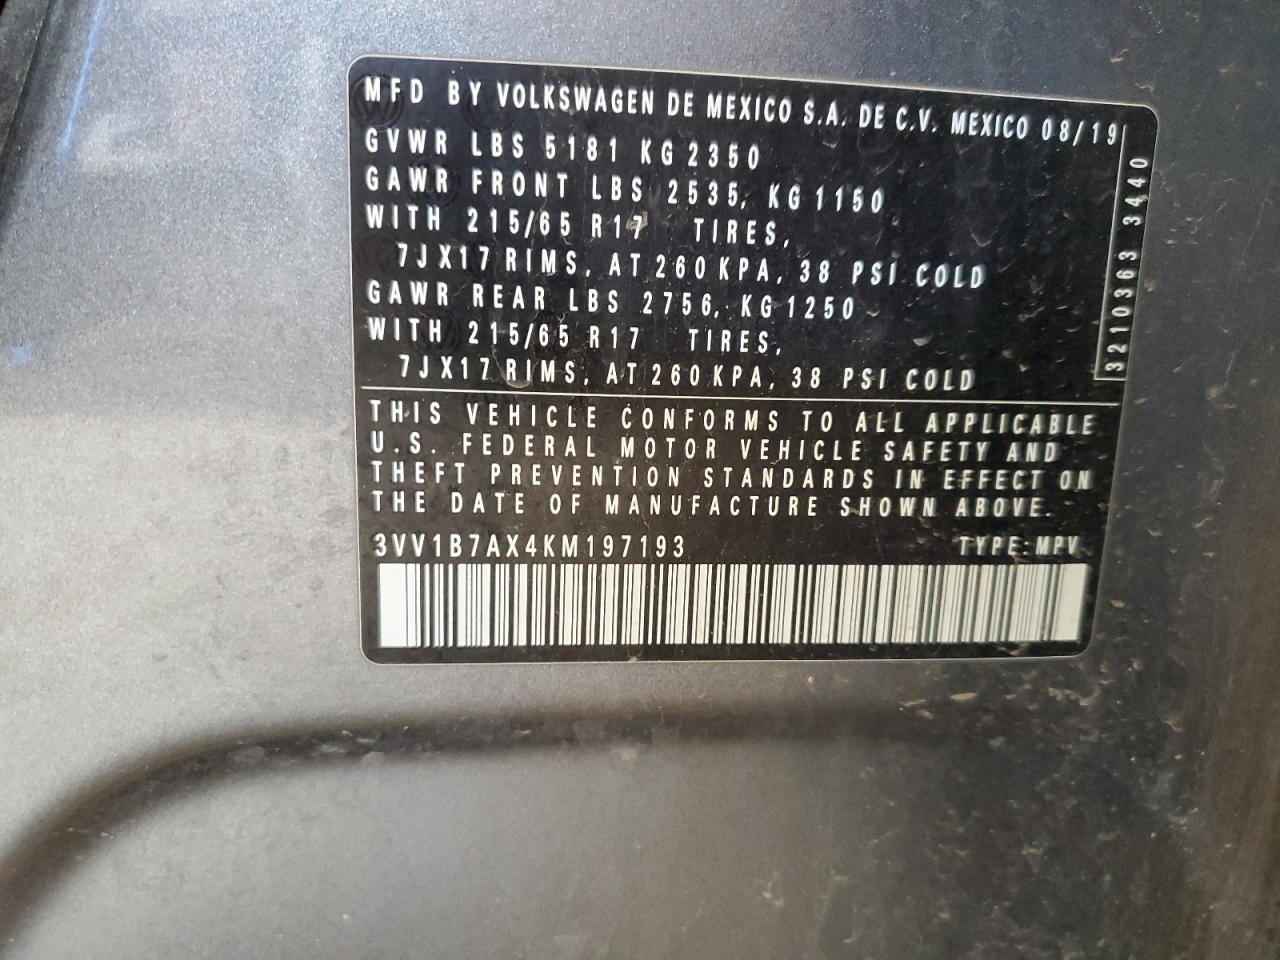 MFD BY VOLKSWAGEN DE MEXICO S.A. DE C.V. MEXICO 08/19
GVWR LBS 5181 KG 2350
GAWR FRONT LBS 2535, KG 1150
WITH 215/65 R17 TIRES,
7JX17 RIMS, AT 260 KPA, 38 PSI COLD
GAWR REAR LBS 2756, KG 1250
WITH 215/65 R17 TIRES,
7JX17 RIMS, AT 260 KPA, 38 PSI COLD
3210363 3440
THIS VEHICLE CONFORMS TO ALL APPLICABLE
U.S. FEDERAL MOTOR VEHICLE SAFETY AND
THEFT PREVENTION STANDARDS IN EFFECT ON
THE DATE OF MANUFACTURE SHOWN ABOVE.
3VV1B7AX4KM197193 TYPE: MPV